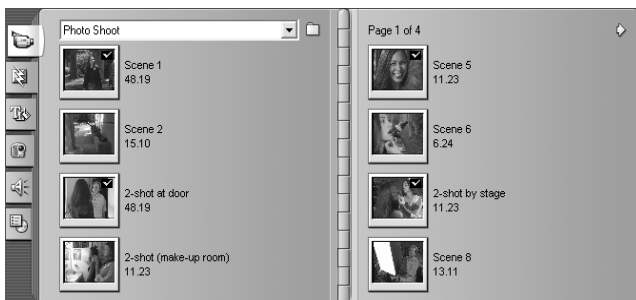 Photo Shoot
Scene 1
48.19
Scene 2
15.10
2-shot at door
48.19
2-shot (make-up room)
11.23
Page 1 of 4
Scene 5
11.23
Scene 6
6.24
2-shot by stage
11.23
Scene 8
13.11